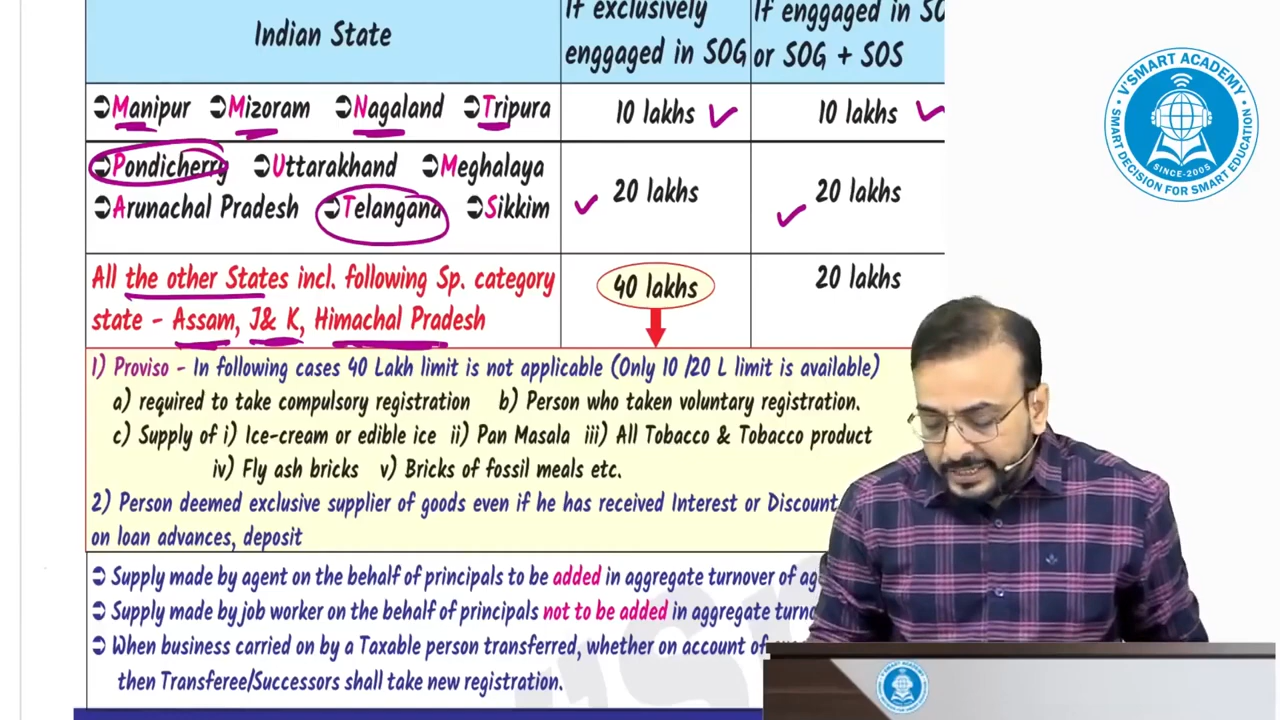 Indian State
If exclusively
enggaged in SOG
If enggaged in SO
or SOG + SOS
➲Manipur ➲Mizoram ➲Nagaland ➲Tripura
10 lakhs
10 lakhs
➲Pondicherry ➲Uttarakhand ➲Meghalaya
➲Arunachal Pradesh ➲Telangana ➲Sikkim
20 lakhs
20 lakhs
All the other States incl. following Sp. category
state - Assam, J& K, Himachal Pradesh
40 lakhs
20 lakhs
1) Proviso - In following cases 40 Lakh limit is not applicable (Only 10 /20 L limit is available)
a) required to take compulsory registration b) Person who taken voluntary registration.
c) Supply of i) Ice-cream or edible ice ii) Pan Masala iii) All Tobacco & Tobacco product
iv) Fly ash bricks v) Bricks of fossil meals etc.
2) Person deemed exclusive supplier of goods even if he has received Interest or Discount
on loan advances, deposit
➲ Supply made by agent on the behalf of principals to be added in aggregate turnover of ag
➲ Supply made by job worker on the behalf of principals not to be added in aggregate turno
➲ When business carried on by a Taxable person transferred, whether on account of
then Transferee/Successors shall take new registration.
V'SMART ACADEMY
SINCE-2005
SMART DECISION FOR SMART EDUCATION